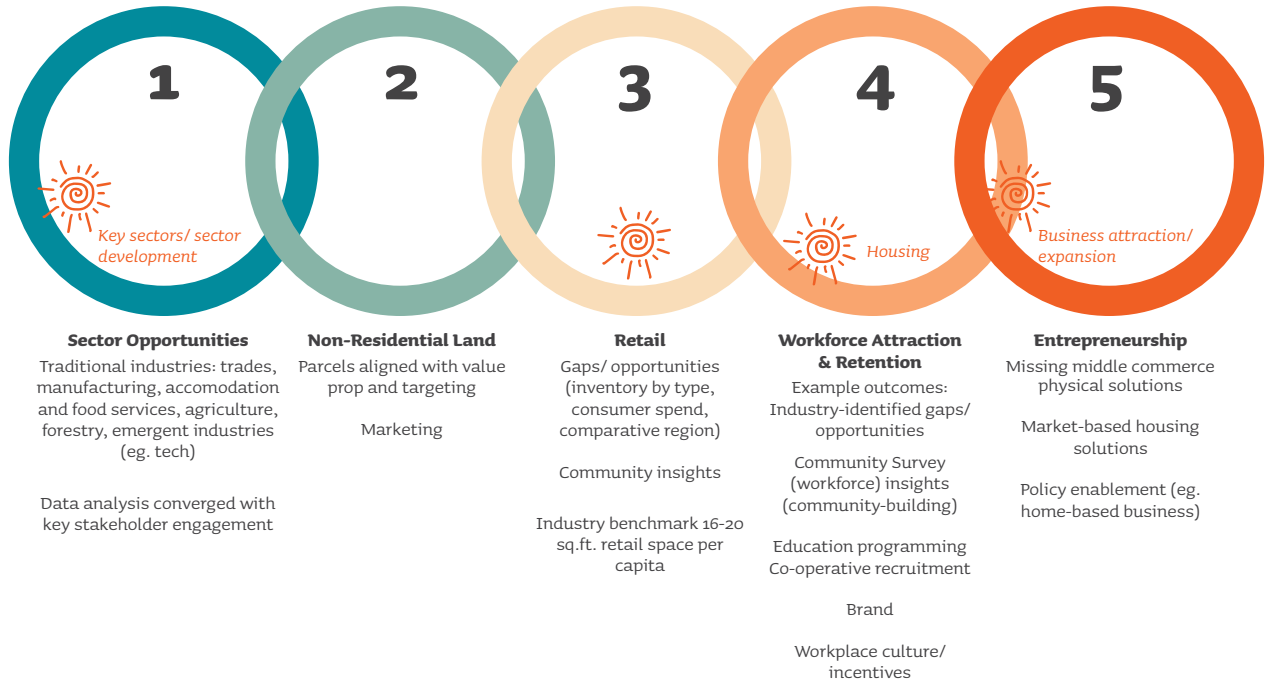 1
Key sectors/ sector
development
Sector Opportunities
Traditional industries: trades,
manufacturing, accomodation
and food services, agriculture,
forestry, emergent industries
(eg. tech)
Data analysis converged with
key stakeholder engagement
2
Non-Residential Land
Parcels aligned with value
prop and targeting
Marketing
3
Retail
Gaps/ opportunities
(inventory by type,
consumer spend,
comparative region)
Community insights
Industry benchmark 16-20
sq.ft. retail space per
capita
4
Housing
Workforce Attraction
& Retention
Example outcomes:
Industry-identified gaps/
opportunities
Community Survey
(workforce) insights
(community-building)
Education programming
Co-operative recruitment
Brand
Workplace culture/
incentives
5
Business attraction/
expansion
Entrepreneurship
Missing middle commerce
physical solutions
Market-based housing
solutions
Policy enablement (eg.
home-based business)